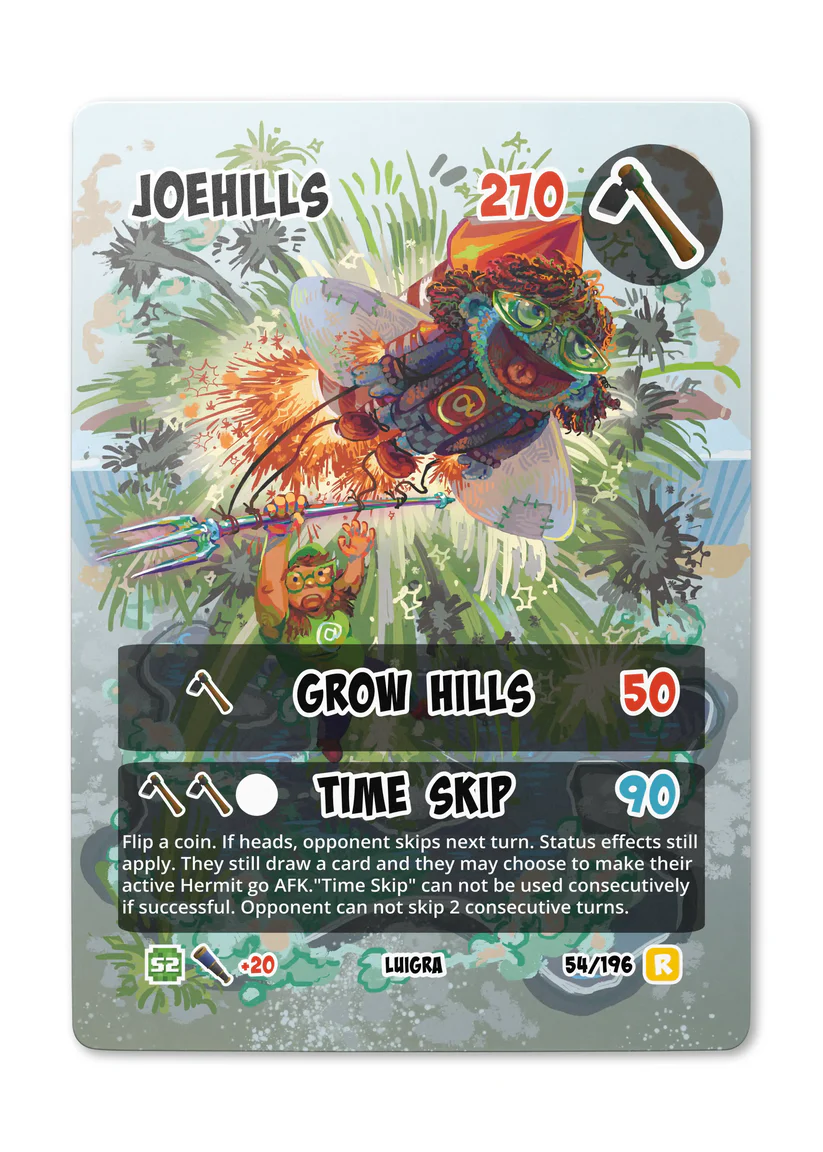 JOEHILLS 270
@
@
GROW HILLS 50
TIME SKIP 90
Flip a coin. If heads, opponent skips next turn. Status effects still
apply. They still draw a card and they may choose to make their
active Hermit go AFK."Time Skip" can not be used consecutively
if successful. Opponent can not skip 2 consecutive turns.
S2 +20 LUIGRA 54/196 R